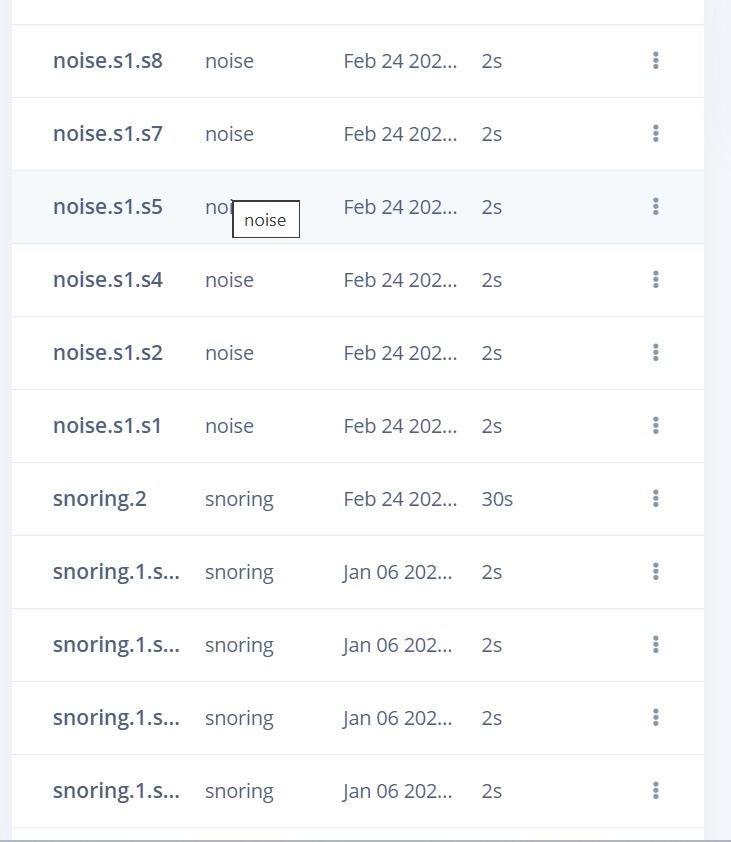 noise.s1.s8 noise Feb 24 202... 2s
noise.s1.s7 noise Feb 24 202... 2s
noise.s1.s5 noi Feb 24 202... 2s
noise
noise.s1.s4 noise Feb 24 202... 2s
noise.s1.s2 noise Feb 24 202... 2s
noise.s1.s1 noise Feb 24 202... 2s
snoring.2 snoring Feb 24 202... 30s
snoring.1.s... snoring Jan 06 202... 2s
snoring.1.s... snoring Jan 06 202... 2s
snoring.1.s... snoring Jan 06 202... 2s
snoring.1.s... snoring Jan 06 202... 2s